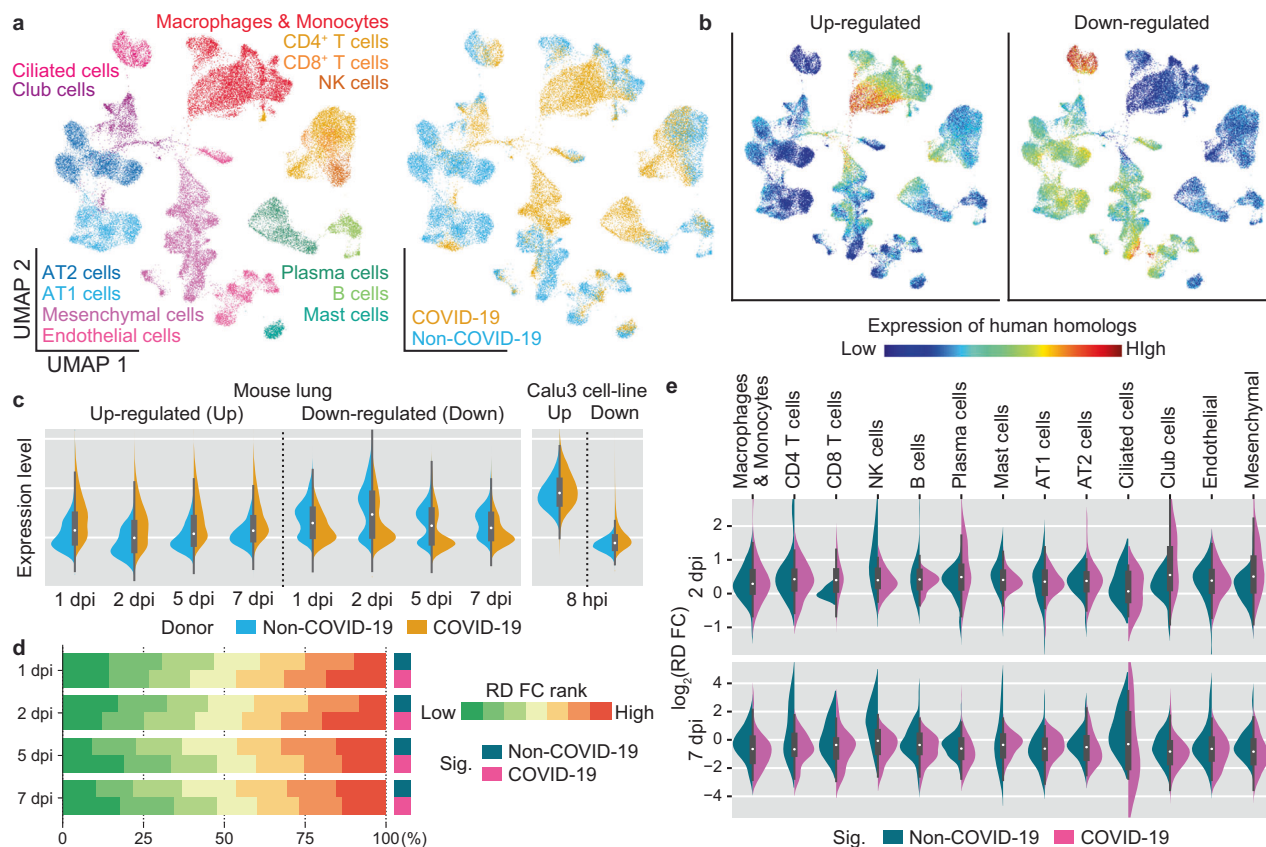 a
Macrophages & Monocytes
CD4⁺ T cells
CD8⁺ T cells
NK cells
Ciliated cells
Club cells
AT2 cells
AT1 cells
Mesenchymal cells
Endothelial cells
Plasma cells
B cells
Mast cells
UMAP 2
UMAP 1
COVID-19
Non-COVID-19
b
Up-regulated
Down-regulated
Expression of human homologs
Low
HIgh
c
Mouse lung
Calu3 cell-line
Up-regulated (Up)
Down-regulated (Down)
Up
Down
Expression level
1 dpi
2 dpi
5 dpi
7 dpi
1 dpi
2 dpi
5 dpi
7 dpi
8 hpi
Donor
Non-COVID-19
COVID-19
d
1 dpi
2 dpi
5 dpi
7 dpi
0
25
50
75
100 (%)
RD FC rank
Low
High
Sig.
Non-COVID-19
COVID-19
e
Macrophages
& Monocytes
CD4 T cells
CD8 T cells
NK cells
B cells
Plasma cells
Mast cells
AT1 cells
AT2 cells
Ciliated cells
Club cells
Endothelial
Mesenchymal
log₂(RD FC)
2 dpi
2
1
0
−1
7 dpi
4
2
0
−2
−4
Sig.
Non-COVID-19
COVID-19